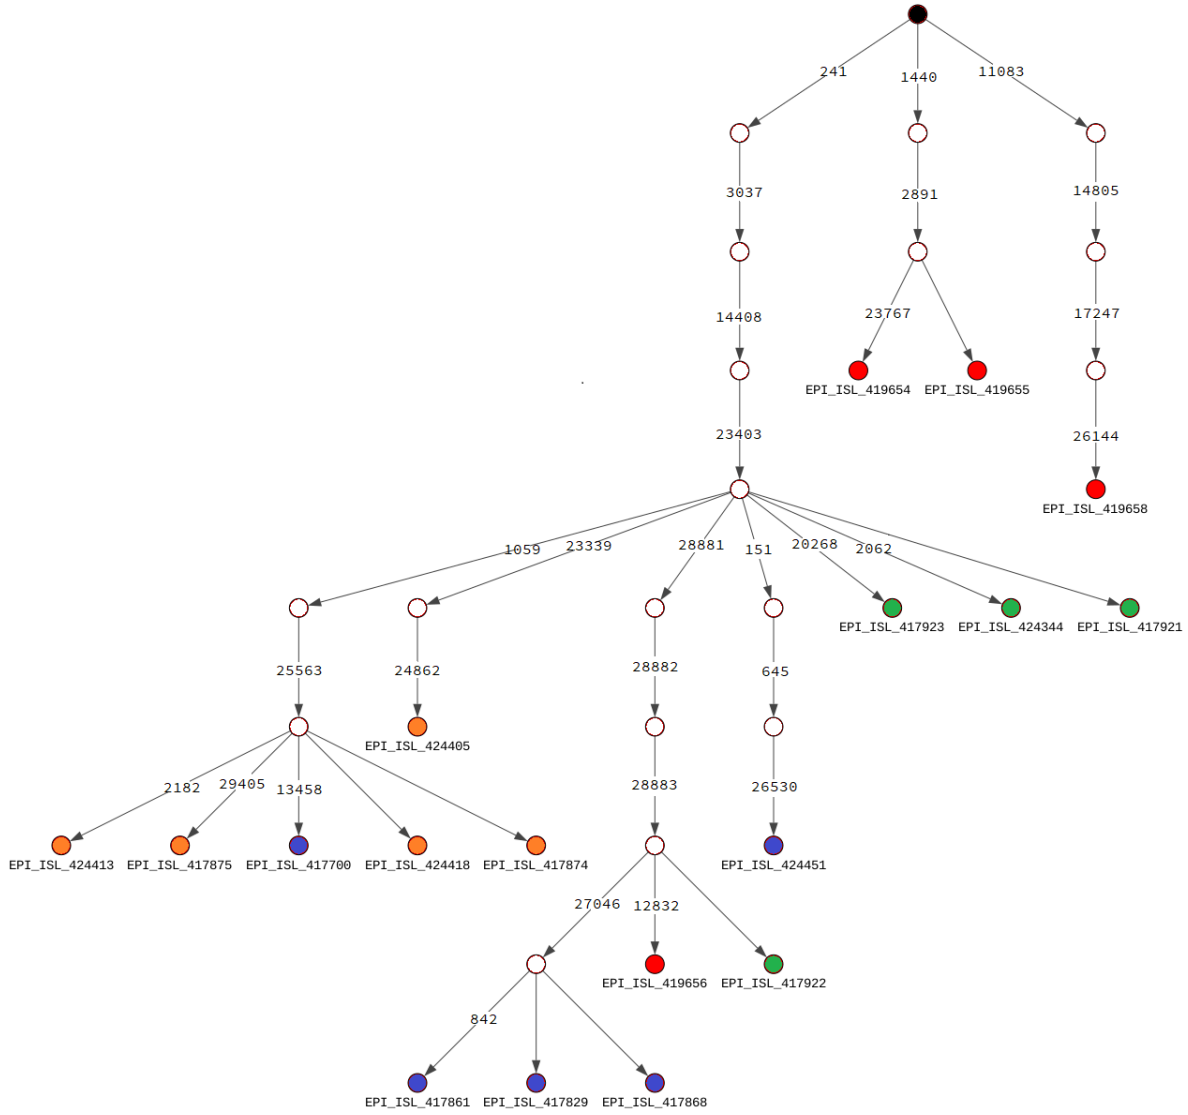 241 1440 11083
3037 2891 14805
14408 23767 17247
EPI_ISL_419654 EPI_ISL_419655
23403 26144
EPI_ISL_419658
1059 23339 28881 151 20268 2062
EPI_ISL_417923 EPI_ISL_424344 EPI_ISL_417921
25563 24862 28882 645
EPI_ISL_424405
2182 29405 13458 28883 26530
EPI_ISL_424413 EPI_ISL_417875 EPI_ISL_417700 EPI_ISL_424418 EPI_ISL_417874 EPI_ISL_424451
27046 12832
EPI_ISL_419656 EPI_ISL_417922
842
EPI_ISL_417861 EPI_ISL_417829 EPI_ISL_417868